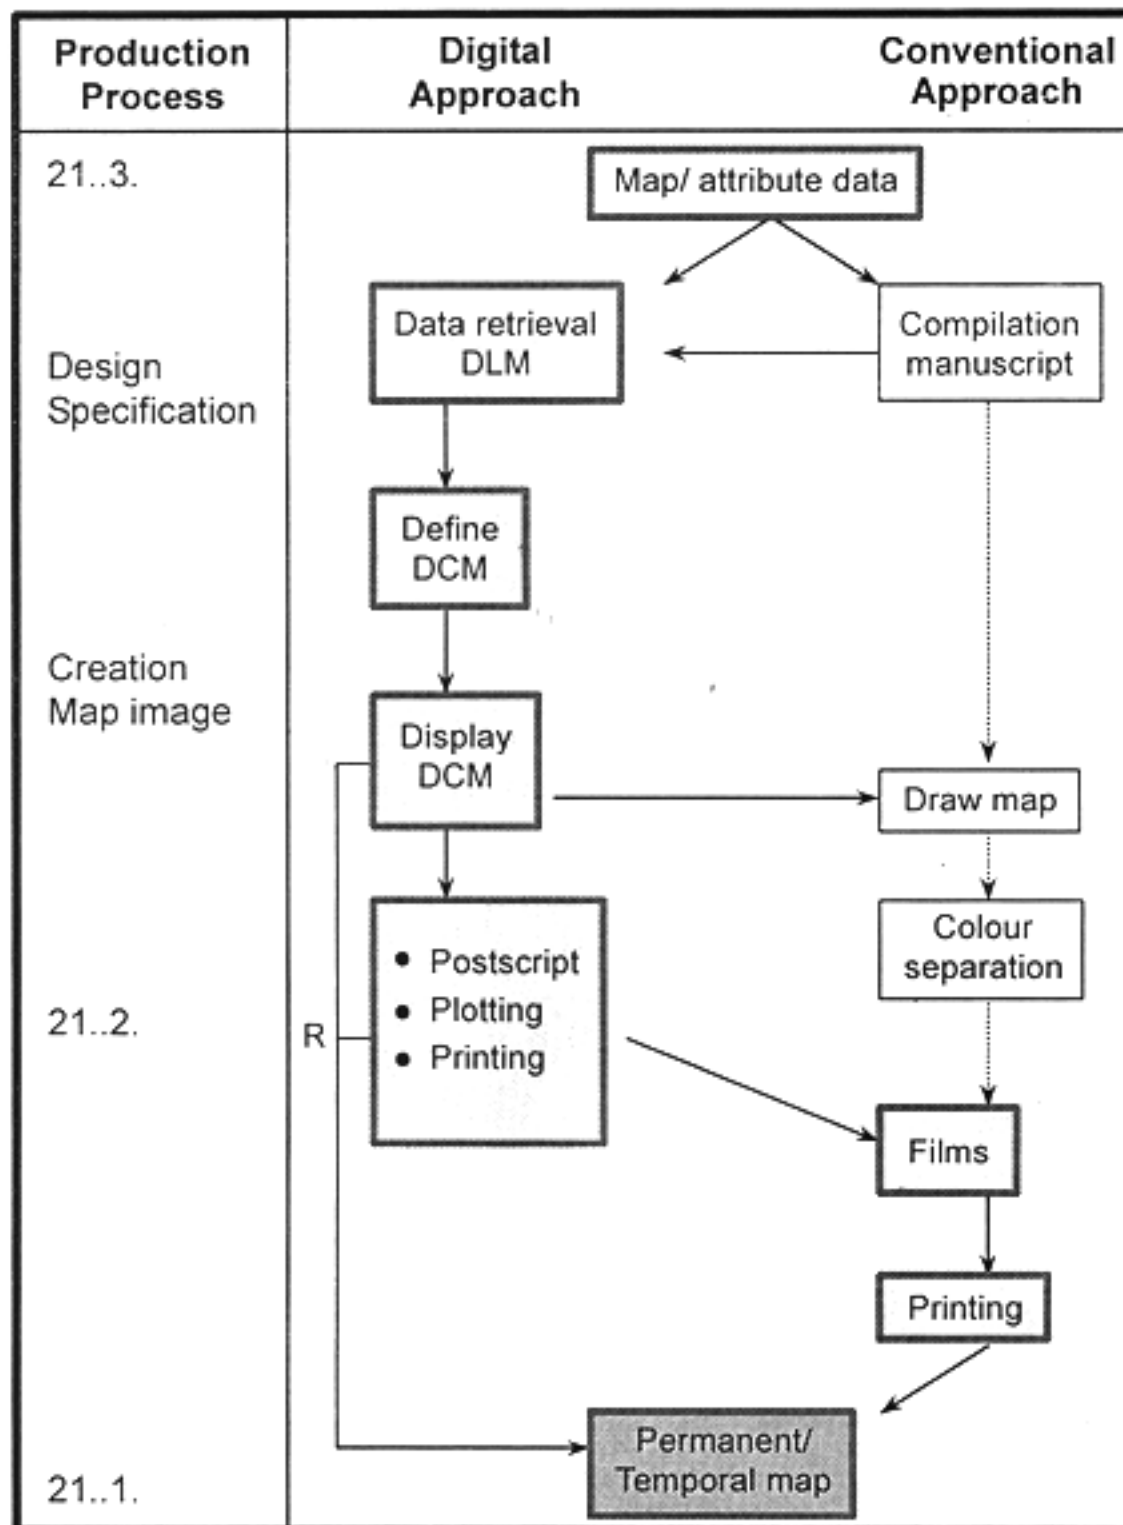 Production
Process
Digital
Approach
Conventional
Approach
21..3.
Map/ attribute data
Data retrieval
DLM
Compilation
manuscript
Design
Specification
Define
DCM
Creation
Map image
Display
DCM
Draw map
Colour
separation
• Postscript
• Plotting
• Printing
21..2.
R
Films
Printing
Permanent/
Temporal map
21..1.